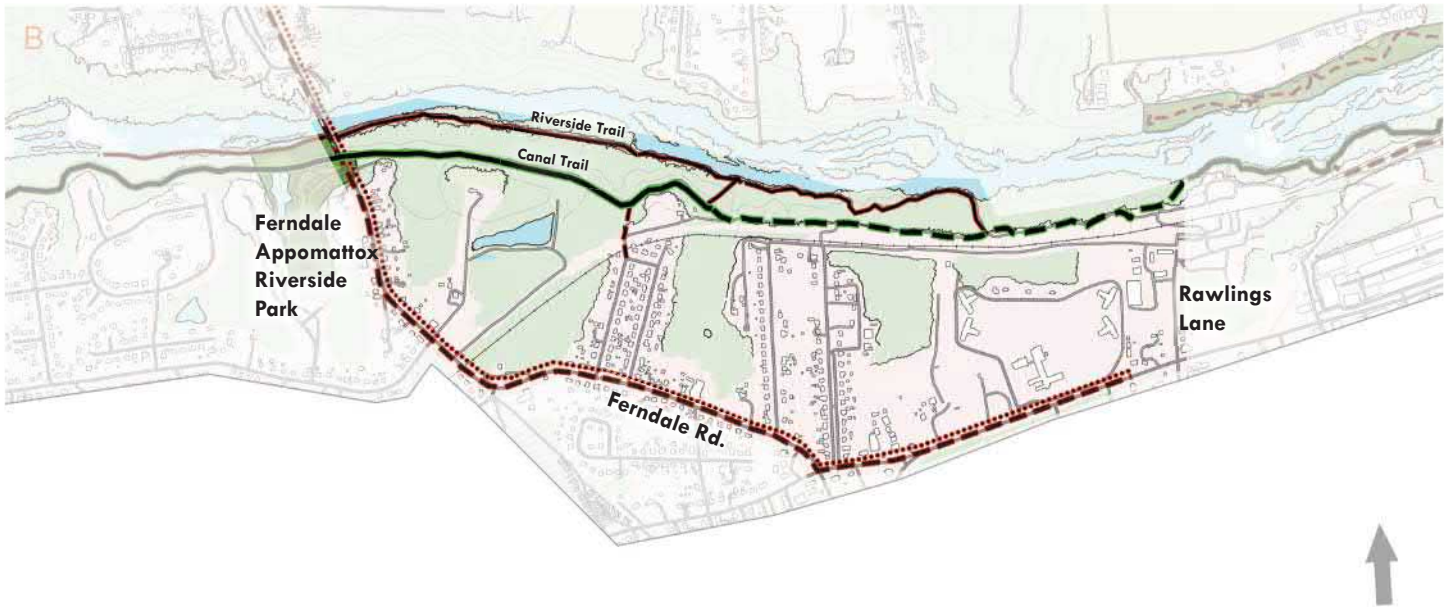 B
Riverside Trail
Canal Trail
Ferndale
Appomattox
Riverside
Park
Rawlings
Lane
Ferndale Rd.